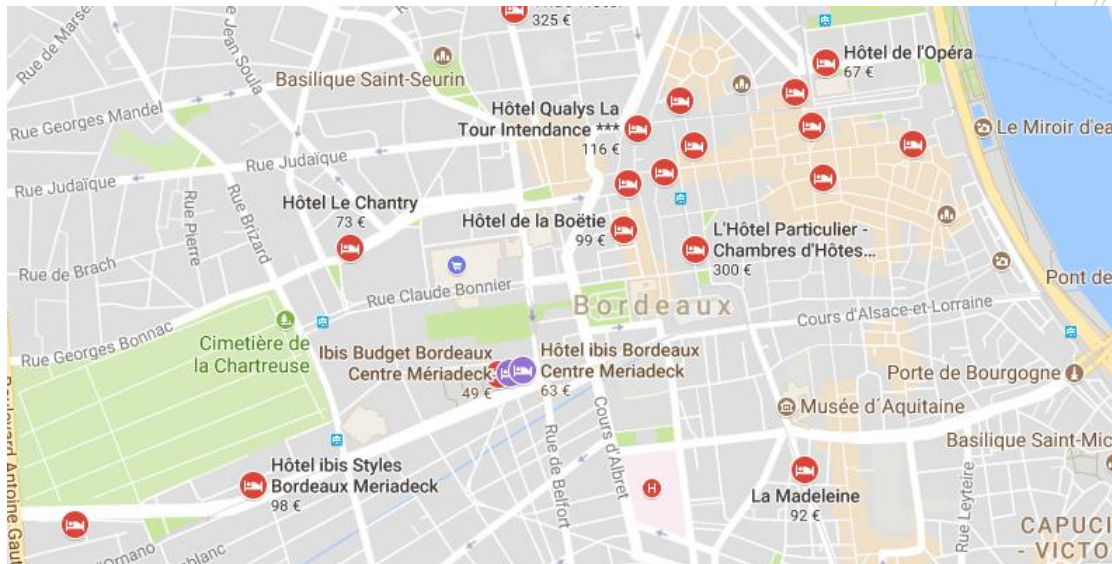 325 €
Rue de Marse
Rue Jean Soula
Basilique Saint-Seurin
Hôtel de l'Opéra
67 €
Rue Georges Mandel
Hôtel Qualys La
Tour Intendance ***
116 €
Le Miroir d'ea
Rue Judaïque
Rue Judaïque
Hôtel Le Chantry
73 €
Rue Pierre
Rue Brizard
Hôtel de la Boëtie
99 €
L'Hôtel Particulier -
Chambres d'Hôtes...
300 €
Rue de Brach
Pont de
Rue Claude Bonnier
Bordeaux
Cours d'Alsace-et-Lorraine
Rue Georges Bonnac
Cimetière de
la Chartreuse
Ibis Budget Bordeaux
Centre Mériadeck
49 €
Hôtel ibis Bordeaux
Centre Meriadeck
63 €
Porte de Bourgogne
Boulevard Antoine Gaut
Cours d'Albret
Musée d´Aquitaine
Rue de Belfort
Basilique Saint-Mic
Hôtel ibis Styles
Bordeaux Meriadeck
98 €
H
La Madeleine
92 €
Rue Leyteire
CAPUCI
- VICTO
d'Ornano